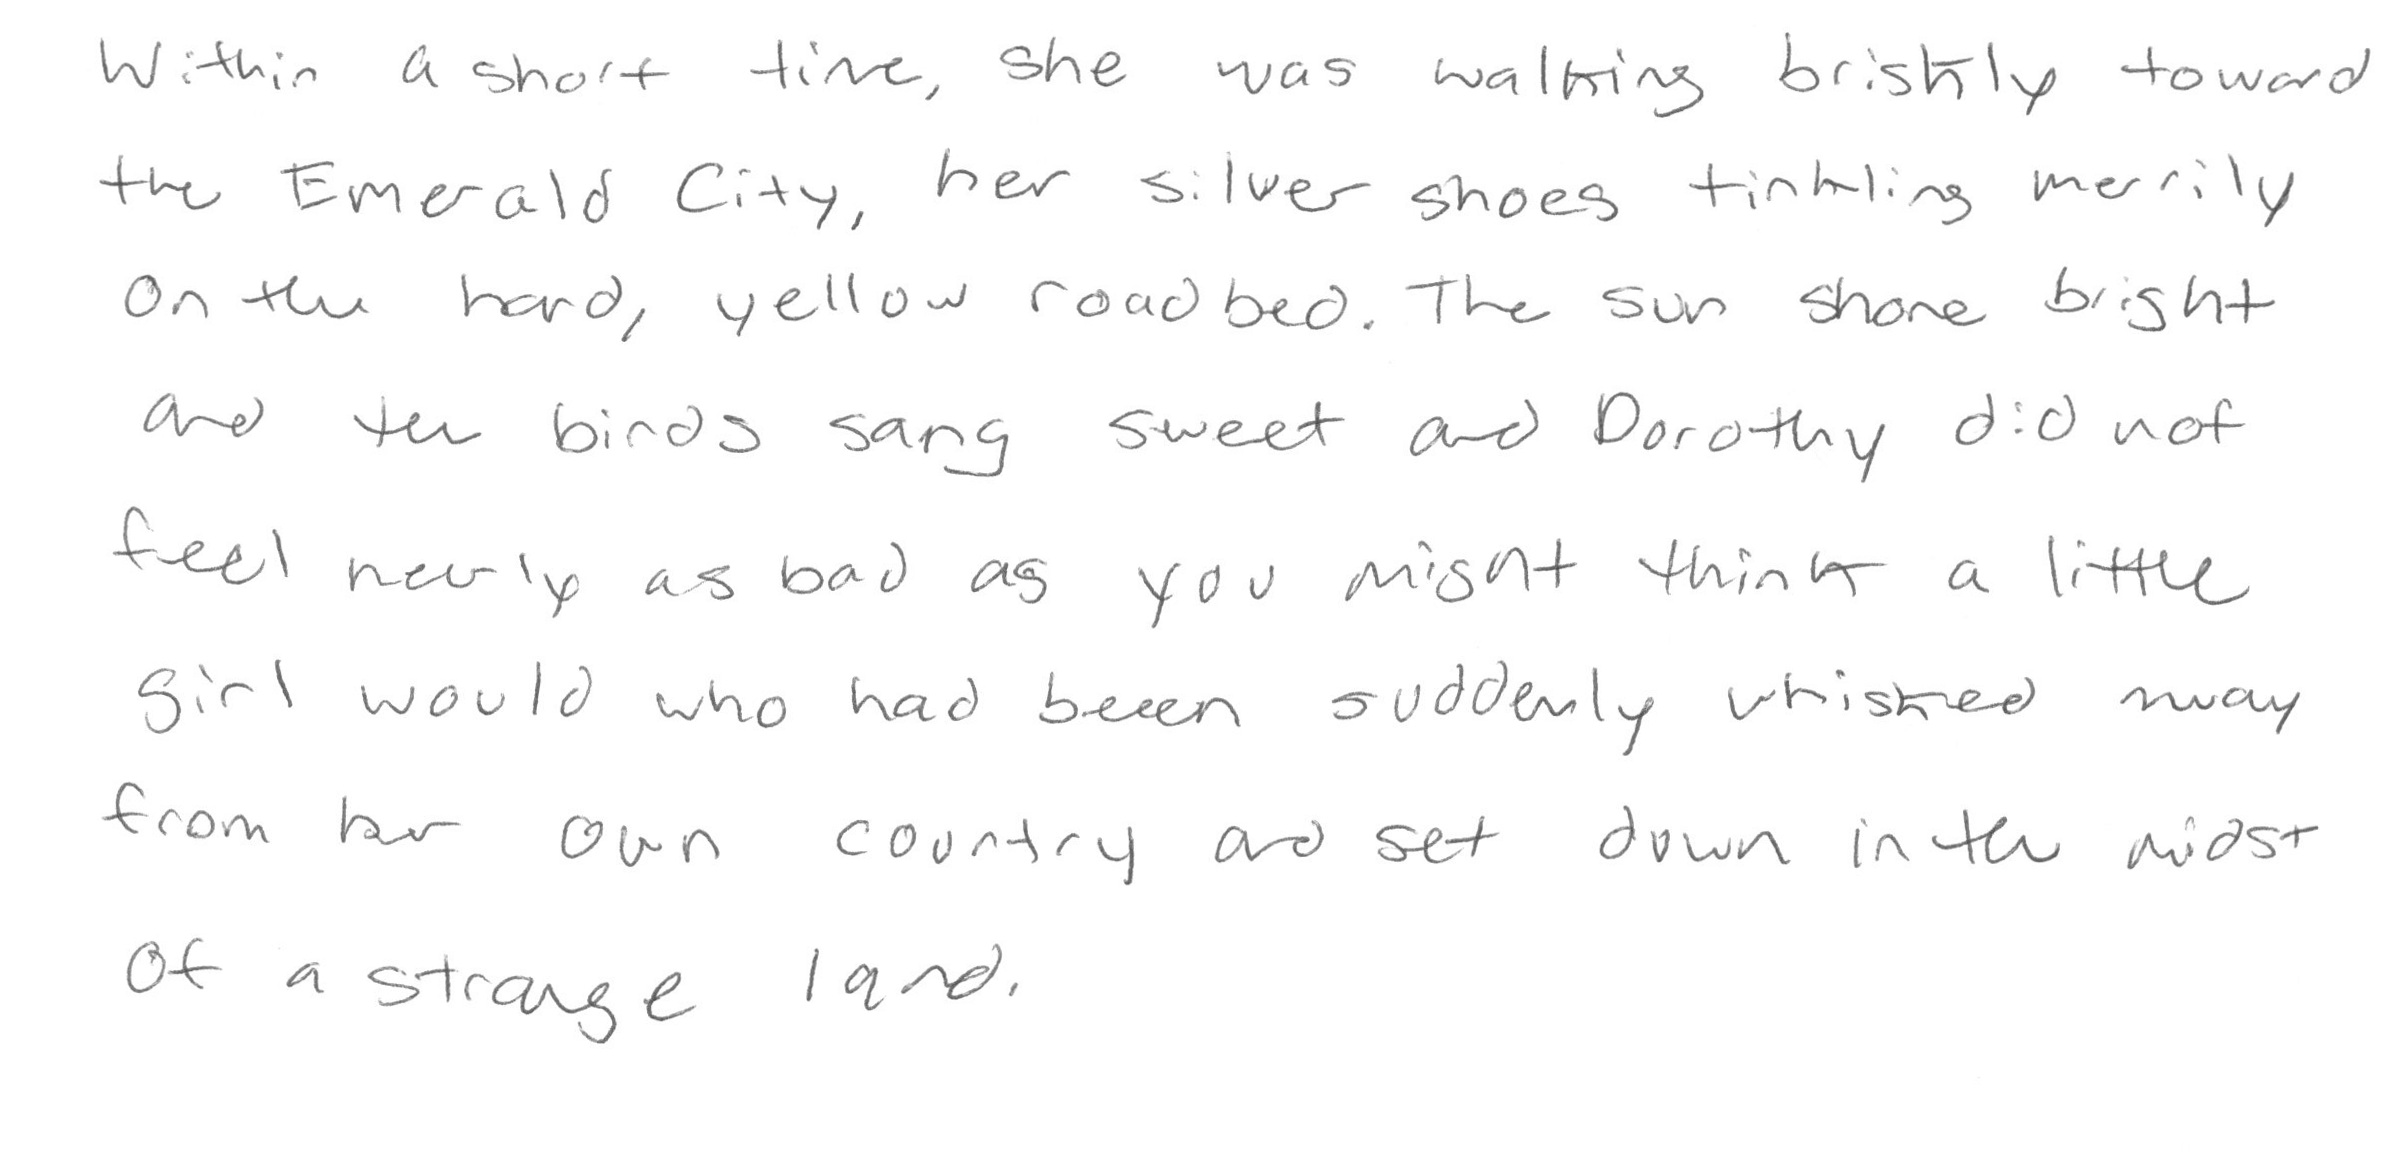 Within a short time, she was walking briskly toward
the Emerald City, her silver shoes tinkling merrily
on the hard, yellow roadbed. The sun shone bright
and the birds sang sweet and Dorothy did not
feel nearly as bad as you might think a little
girl would who had been suddenly whisked away
from her own country and set down in the midst
of a strange land.